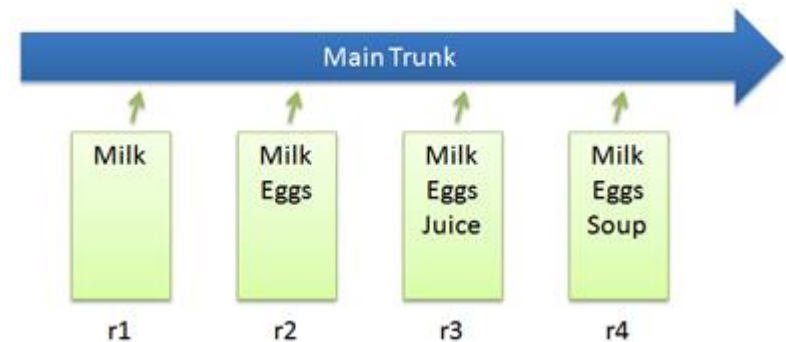 Main Trunk
Milk
Milk
Eggs
Milk
Eggs
Juice
Milk
Eggs
Soup
r1
r2
r3
r4